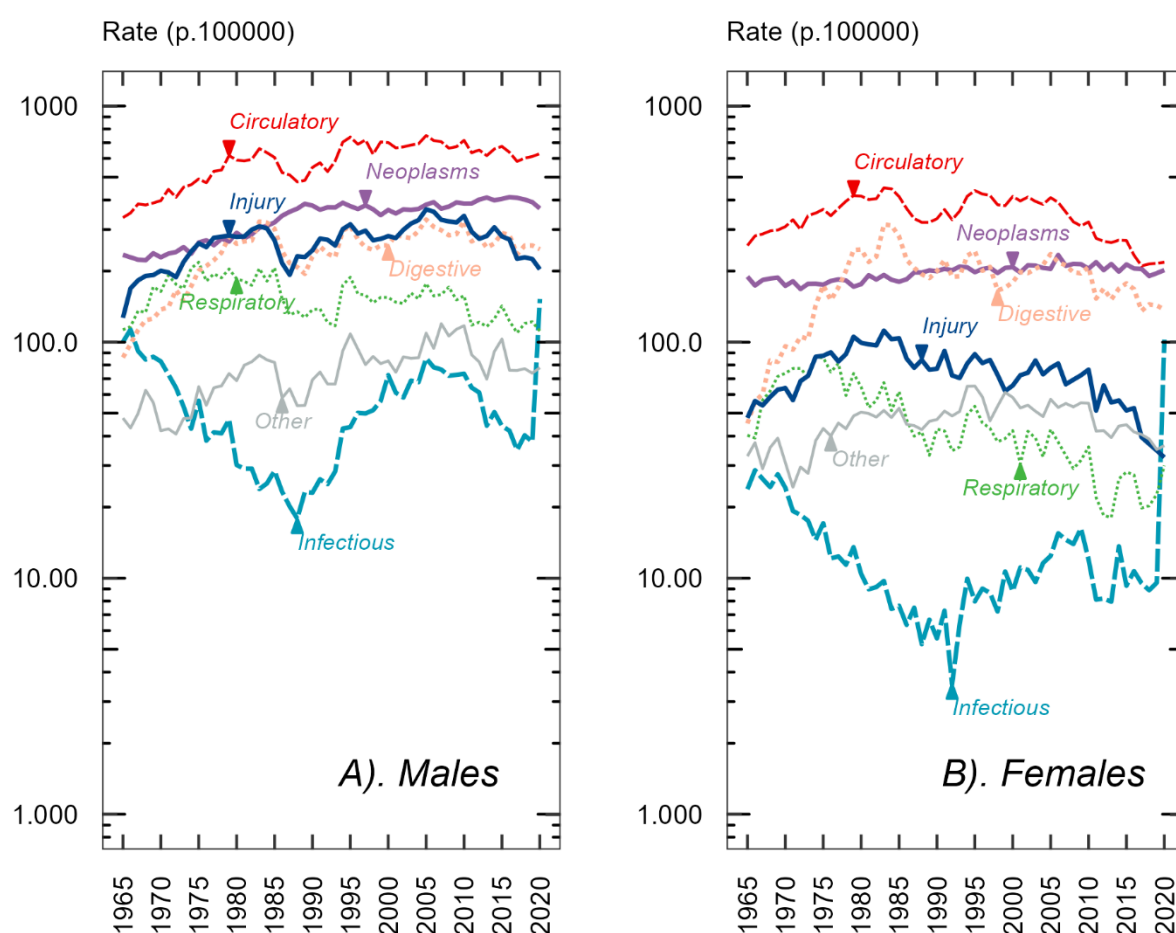 Rate (p.100000)
1000
100.0
10.00
1.000
Circulatory
Neoplasms
Injury
Digestive
Respiratory
Other
Infectious
A). Males
1965 1970 1975 1980 1985 1990 1995 2000 2005 2010 2015 2020
Rate (p.100000)
1000
100.0
10.00
1.000
Circulatory
Neoplasms
Digestive
Injury
Other
Respiratory
Infectious
B). Females
1965 1970 1975 1980 1985 1990 1995 2000 2005 2010 2015 2020